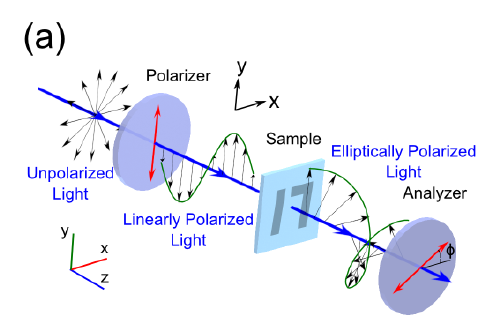 (a)
Polarizer
y
x
Sample
Elliptically Polarized
Light
Analyzer
Unpolarized
Light
Linearly Polarized
Light
ϕ
y
x
z